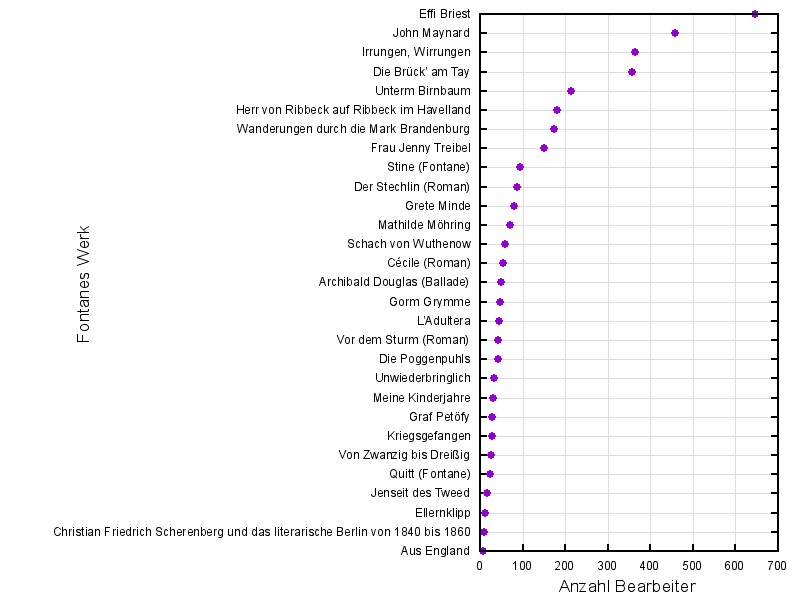 Effi Briest
John Maynard
Irrungen, Wirrungen
Die Brück' am Tay
Unterm Birnbaum
Herr von Ribbeck auf Ribbeck im Havelland
Wanderungen durch die Mark Brandenburg
Frau Jenny Treibel
Stine (Fontane)
Der Stechlin (Roman)
Grete Minde
Mathilde Möhring
Schach von Wuthenow
Cécile (Roman)
Archibald Douglas (Ballade)
Gorm Grymme
L'Adultera
Vor dem Sturm (Roman)
Die Poggenpuhls
Unwiederbringlich
Meine Kinderjahre
Graf Petöfy
Kriegsgefangen
Von Zwanzig bis Dreißig
Quitt (Fontane)
Jenseit des Tweed
Ellernklipp
Christian Friedrich Scherenberg und das literarische Berlin von 1840 bis 1860
Aus England
Fontanes Werk
0 100 200 300 400 500 600 700
Anzahl Bearbeiter